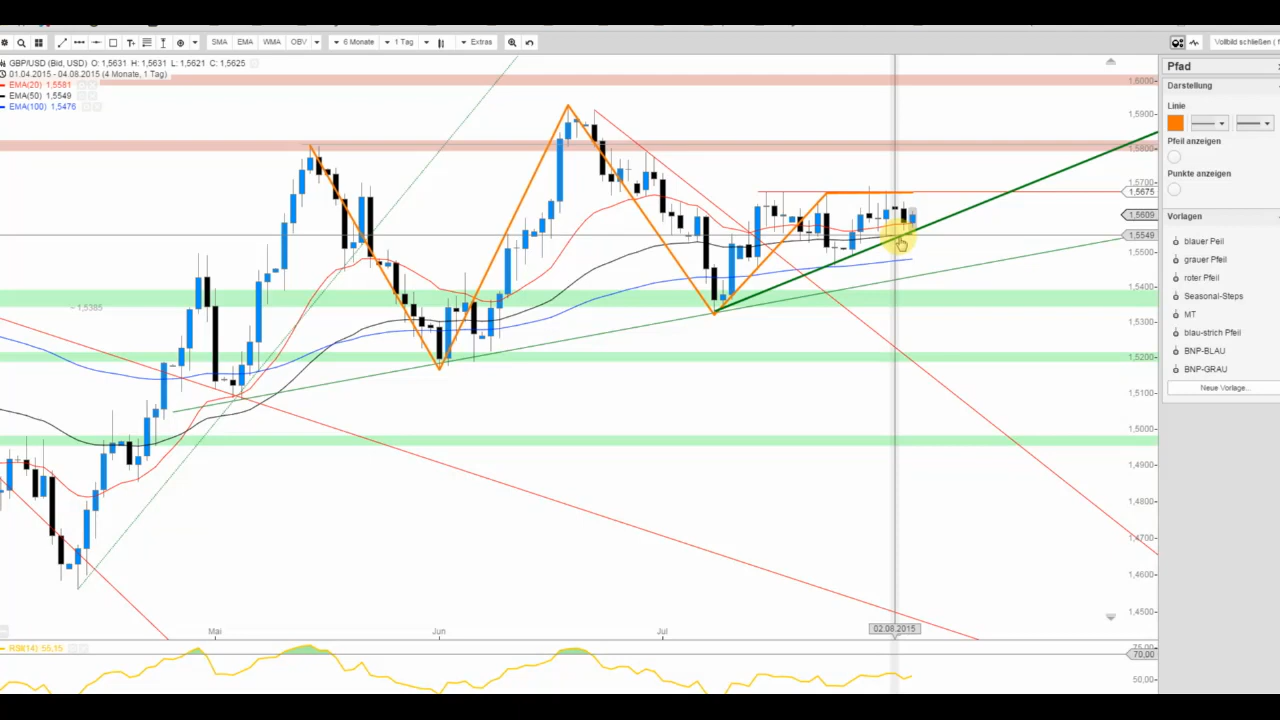 SMA EMA WMA OBV 6 Monate 1 Tag Extras Vollbild schließen ( f
GBP/USD (Bid, USD) O: 1,5631 H: 1,5631 L: 1,5621 C: 1,5625
01.04.2015 - 04.08.2015 (4 Monate, 1 Tag)
EMA(20) 1,5581
EMA(50) 1,5549
EMA(100) 1,5476
Pfad
Darstellung
Linie
Pfeil anzeigen
Punkte anzeigen
Vorlagen
blauer Peil
grauer Pfeil
roter Pfeil
Seasonal-Steps
MT
blau-strich Pfeil
BNP-BLAU
BNP-GRAU
Neue Vorlage...
1,6000
1,5900
1,5800
1,5700
1,5675
1,5609
1,5549
1,5500
1,5400
1,5385
1,5300
1,5200
1,5100
1,5000
1,4900
1,4800
1,4700
1,4600
1,4500
Mai Jun Jul 02.08.2015
RSI(14) 56,15
75,00
70,00
50,00